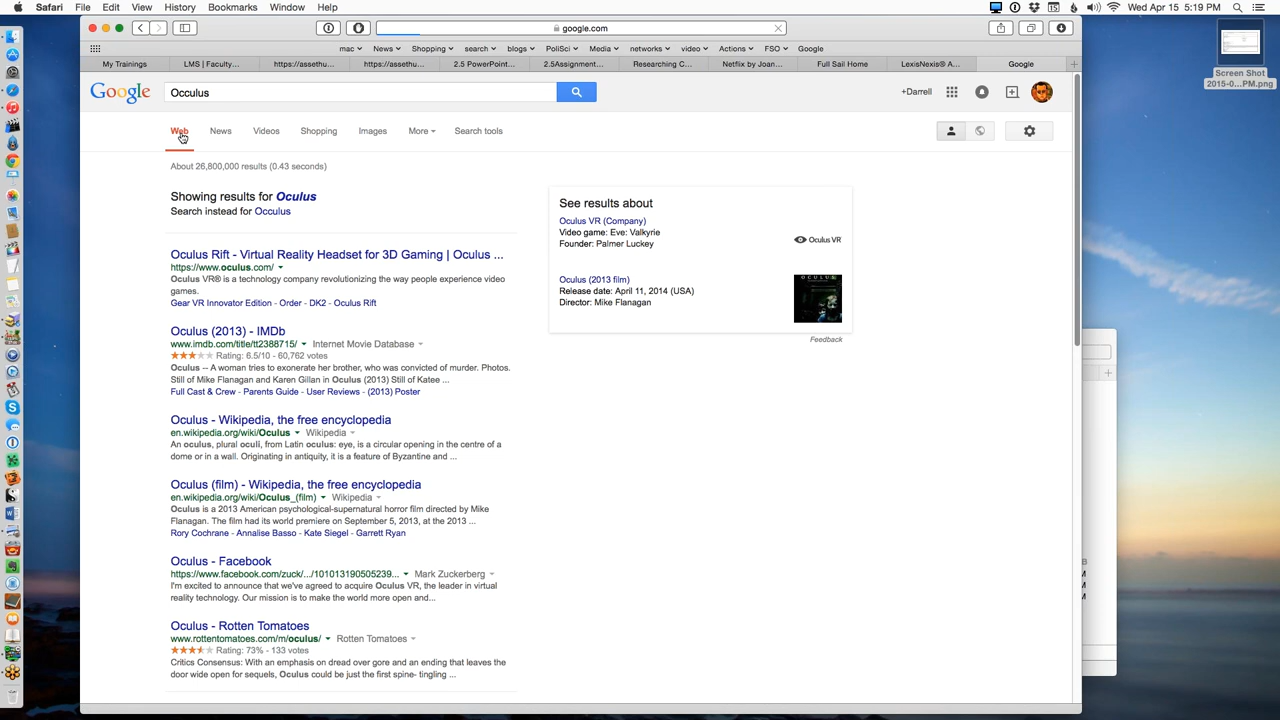 Safari File Edit View History Bookmarks Window Help
Wed Apr 15 5:19 PM
google.com
mac News Shopping search blogs PoliSci Media networks video Actions FSO Google
My Trainings LMS | Faculty... https://assethu... https://assethu... 2.5 PowerPoint... 2.5Assignment... Researching C... Netflix by Joan... Full Sail Home LexisNexis® A... Google
Google Occulus +Darrell
Web News Videos Shopping Images More Search tools
About 26,800,000 results (0.43 seconds)
Showing results for Oculus
Search instead for Occulus
Oculus Rift - Virtual Reality Headset for 3D Gaming | Oculus ...
https://www.oculus.com/
Oculus VR® is a technology company revolutionizing the way people experience video
games.
Gear VR Innovator Edition - Order - DK2 - Oculus Rift
Oculus (2013) - IMDb
www.imdb.com/title/tt2388715/ Internet Movie Database
Rating: 6.5/10 - 60,762 votes
Oculus -- A woman tries to exonerate her brother, who was convicted of murder. Photos.
Still of Mike Flanagan and Karen Gillan in Oculus (2013) Still of Katee ...
Full Cast & Crew - Parents Guide - User Reviews - (2013) Poster
Oculus - Wikipedia, the free encyclopedia
en.wikipedia.org/wiki/Oculus Wikipedia
An oculus, plural oculi, from Latin oculus: eye, is a circular opening in the centre of a
dome or in a wall. Originating in antiquity, it is a feature of Byzantine and ...
Oculus (film) - Wikipedia, the free encyclopedia
en.wikipedia.org/wiki/Oculus_(film) Wikipedia
Oculus is a 2013 American psychological-supernatural horror film directed by Mike
Flanagan. The film had its world premiere on September 5, 2013, at the 2013 ...
Rory Cochrane - Annalise Basso - Kate Siegel - Garrett Ryan
Oculus - Facebook
https://www.facebook.com/zuck/.../101013190505239... Mark Zuckerberg
I'm excited to announce that we've agreed to acquire Oculus VR, the leader in virtual
reality technology. Our mission is to make the world more open and...
Oculus - Rotten Tomatoes
www.rottentomatoes.com/m/oculus/ Rotten Tomatoes
Rating: 73% - 133 votes
Critics Consensus: With an emphasis on dread over gore and an ending that leaves the
door wide open for sequels, Oculus could be just the first spine- tingling ...
See results about
Oculus VR (Company)
Video game: Eve: Valkyrie
Founder: Palmer Luckey
Oculus VR
Oculus (2013 film)
Release date: April 11, 2014 (USA)
Director: Mike Flanagan
OCULUS
Feedback
Screen Shot
2015-0...PM.png